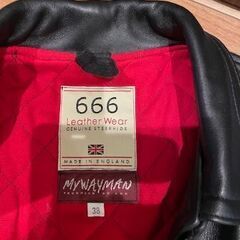 666
Leather Wear
GENUINE STEERHIDE
MADE IN ENGLAND
MYWAYMAN
38